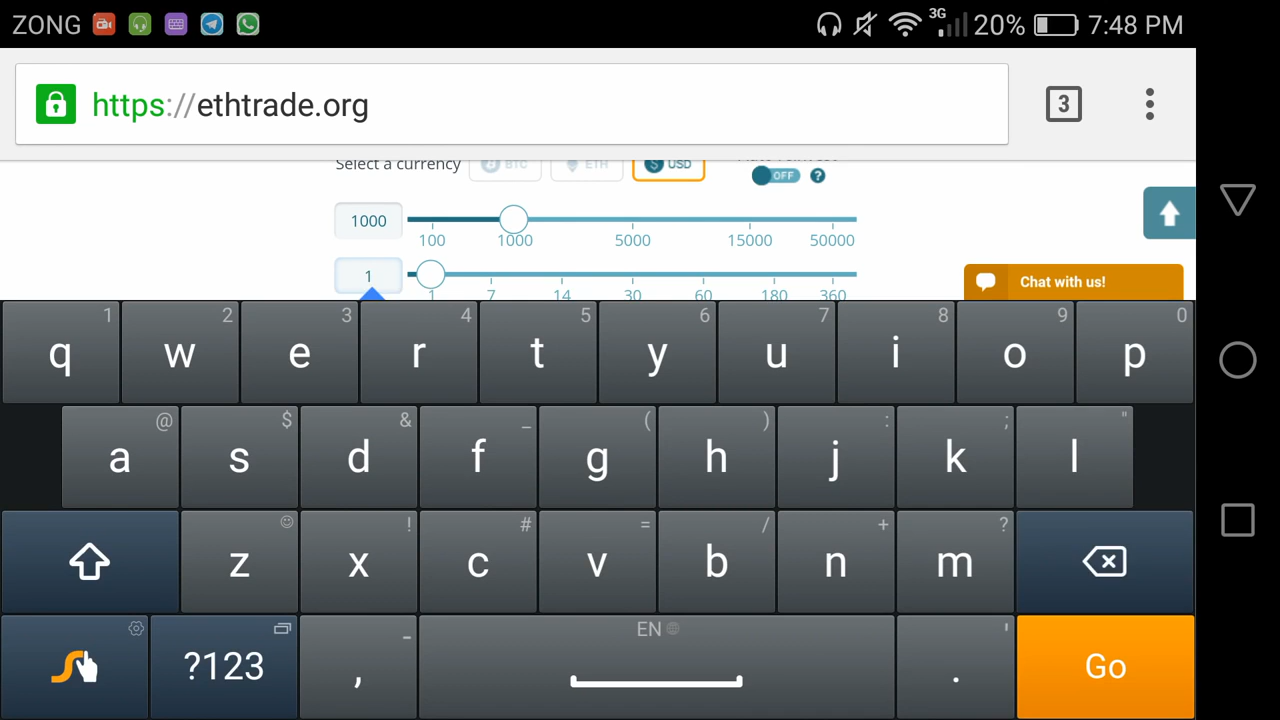 ZONG 3G 20% 7:48 PM
https://ethtrade.org 3
Select a currency BTC ETH $ USD
OFF ?
1000
100 1000 5000 15000 50000
1
1 7 14 30 60 180 360
Chat with us!
1 2 3 4 5 6 7 8 9 0
q w e r t y u i o p
@ $ & _ ( ) : ; "
a s d f g h j k l
! # = / + ?
z x c v b n m
EN
?123 , . Go